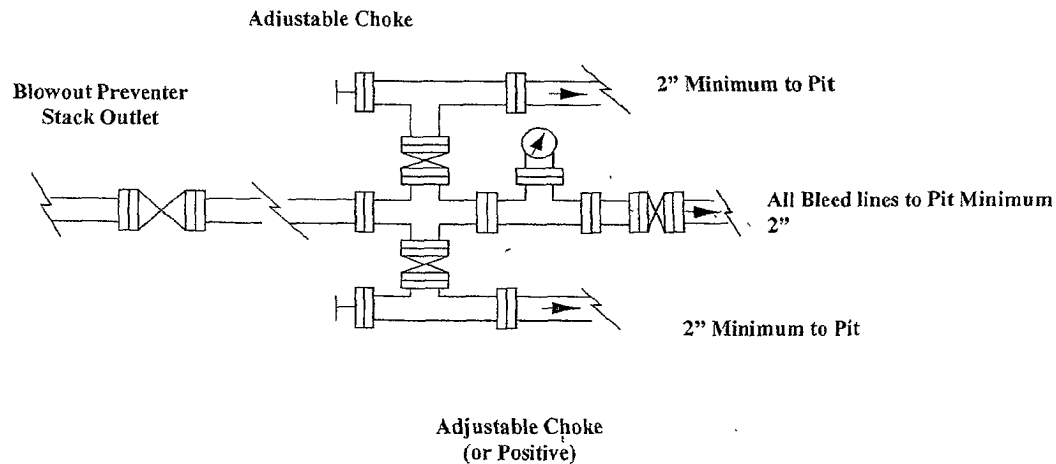 Adjustable Choke
Blowout Preventer
Stack Outlet
2" Minimum to Pit
All Bleed lines to Pit Minimum
2"
2" Minimum to Pit
Adjustable Choke
(or Positive)